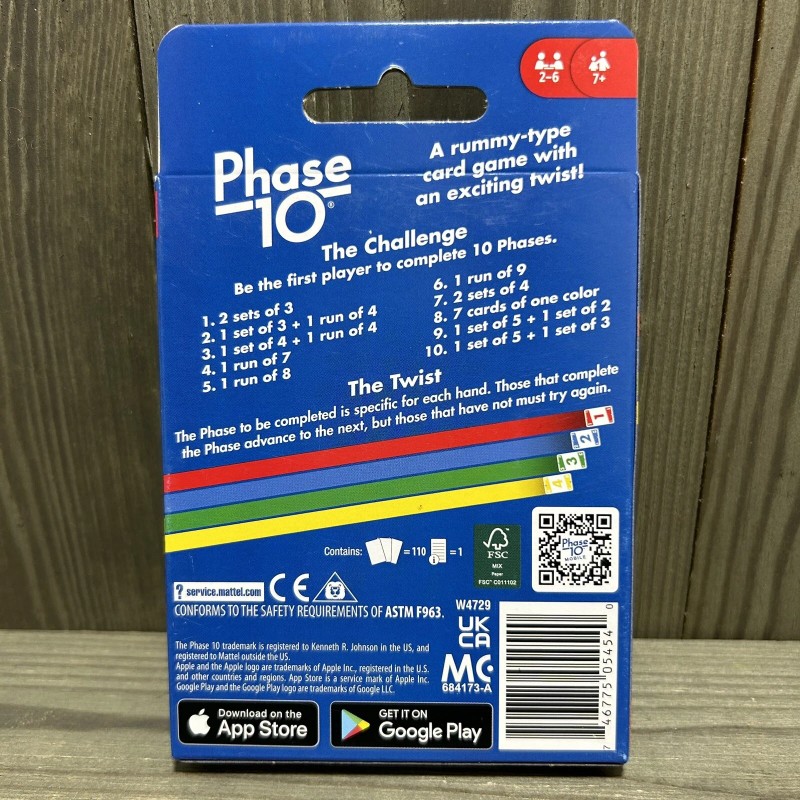 2-6
7+
Phase
10®
A rummy-type
card game with
an exciting twist!
The Challenge
Be the first player to complete 10 Phases.
1. 2 sets of 3
2. 1 set of 3 + 1 run of 4
3. 1 set of 4 + 1 run of 4
4. 1 run of 7
5. 1 run of 8
6. 1 run of 9
7. 2 sets of 4
8. 7 cards of one color
9. 1 set of 5 + 1 set of 2
10. 1 set of 5 + 1 set of 3
The Twist
The Phase to be completed is specific for each hand. Those that complete
the Phase advance to the next, but those that have not must try again.
1
2
3
4
Contains: = 110 = 1
FSC
MIX
Paper
FSC™ C011102
Phase
10
MOBILE
? service.mattel.com
CE
CONFORMS TO THE SAFETY REQUIREMENTS OF ASTM F963.
W4729
UK
CA
MC
684173-A
The Phase 10 trademark is registered to Kenneth R. Johnson in the US, and
registered to Mattel outside the US.
Apple and the Apple logo are trademarks of Apple Inc., registered in the U.S.
and other countries and regions. App Store is a service mark of Apple Inc.
Google Play and the Google Play logo are trademarks of Google LLC.
Download on the
App Store
GET IT ON
Google Play
7 46775 05454 0